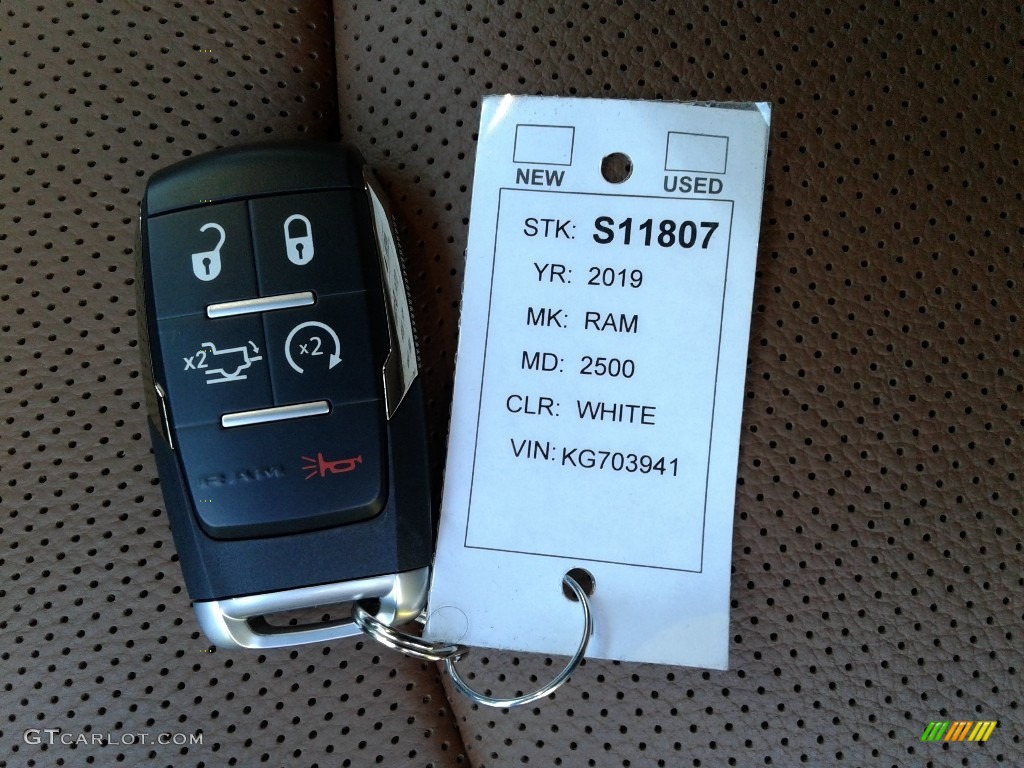 NEW USED
STK: S11807
YR: 2019
MK: RAM
MD: 2500
CLR: WHITE
VIN: KG703941
x2 x2
RAM
GTCARLOT.COM